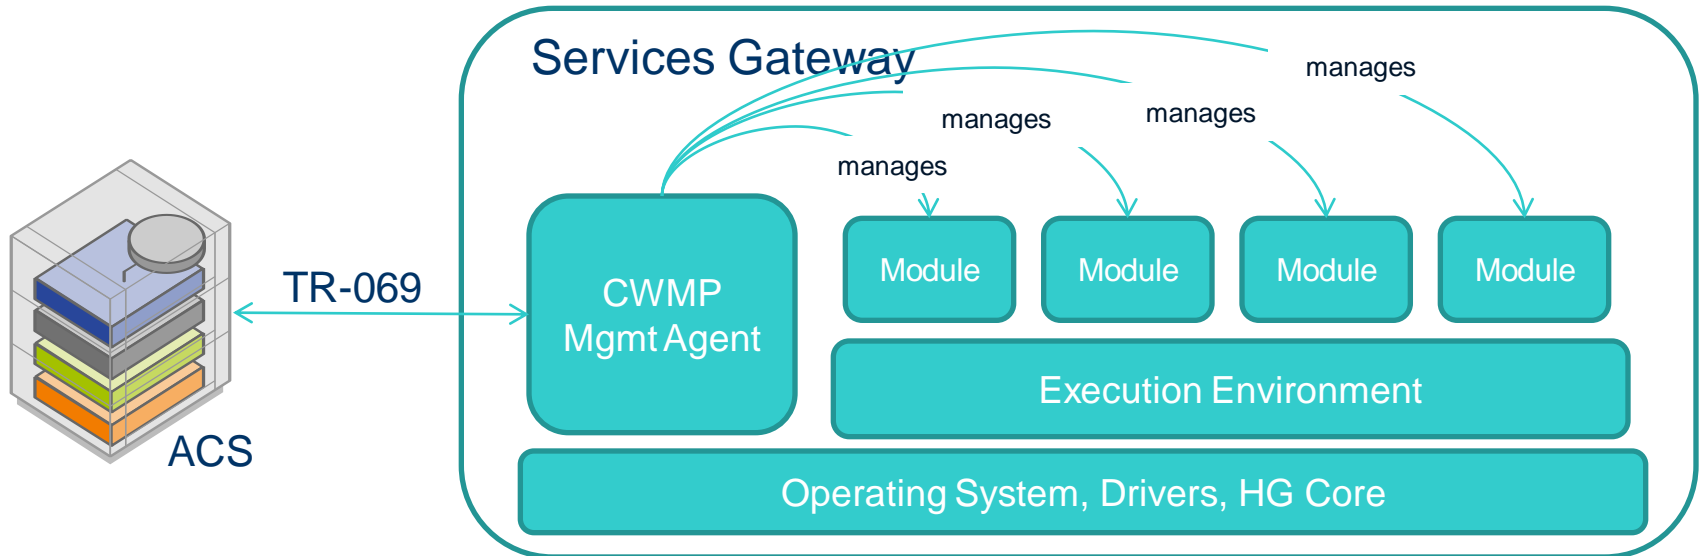 Services Gateway
manages
manages
manages
manages
TR-069
CWMP
Mgmt Agent
Module
Module
Module
Module
Execution Environment
ACS
Operating System, Drivers, HG Core